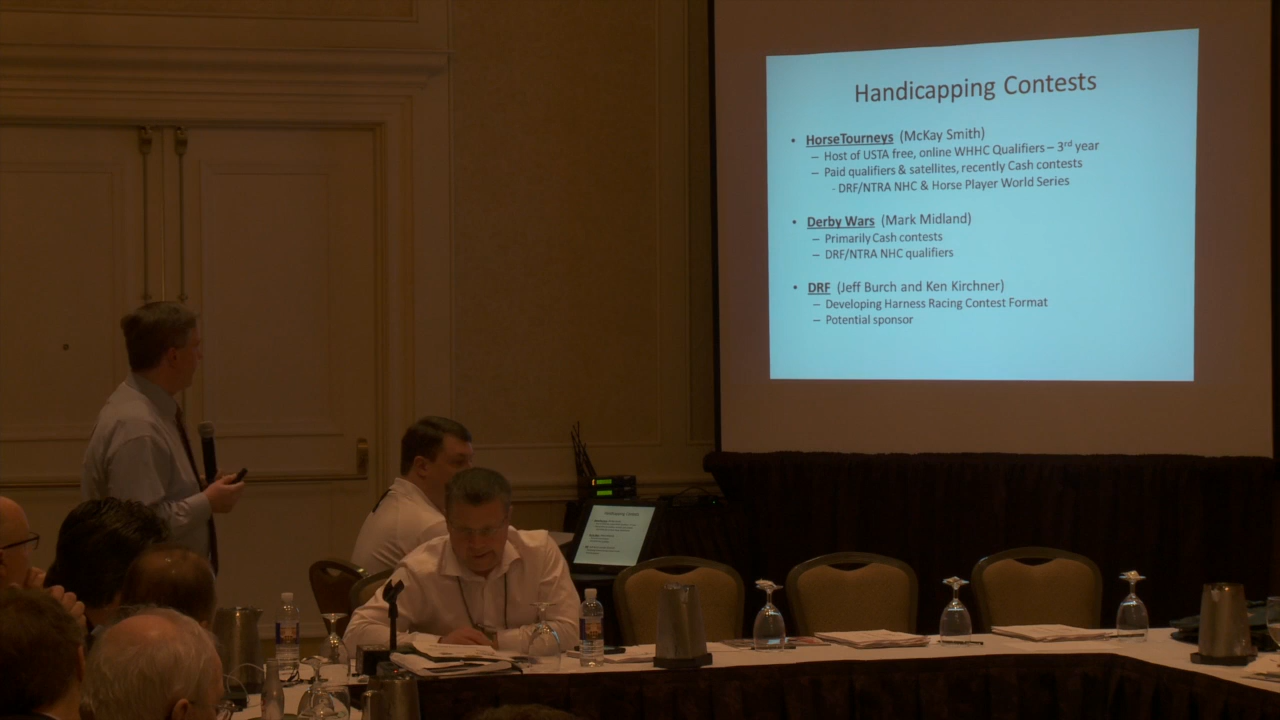 Handicapping Contests
• HorseTourneys (McKay Smith)
– Host of USTA free, online WHHC Qualifiers – 3rd year
– Paid qualifiers & satellites, recently Cash contests
- DRF/NTRA NHC & Horse Player World Series
• Derby Wars (Mark Midland)
– Primarily Cash contests
– DRF/NTRA NHC qualifiers
• DRF (Jeff Burch and Ken Kirchner)
– Developing Harness Racing Contest Format
– Potential sponsor
Handicapping Contests